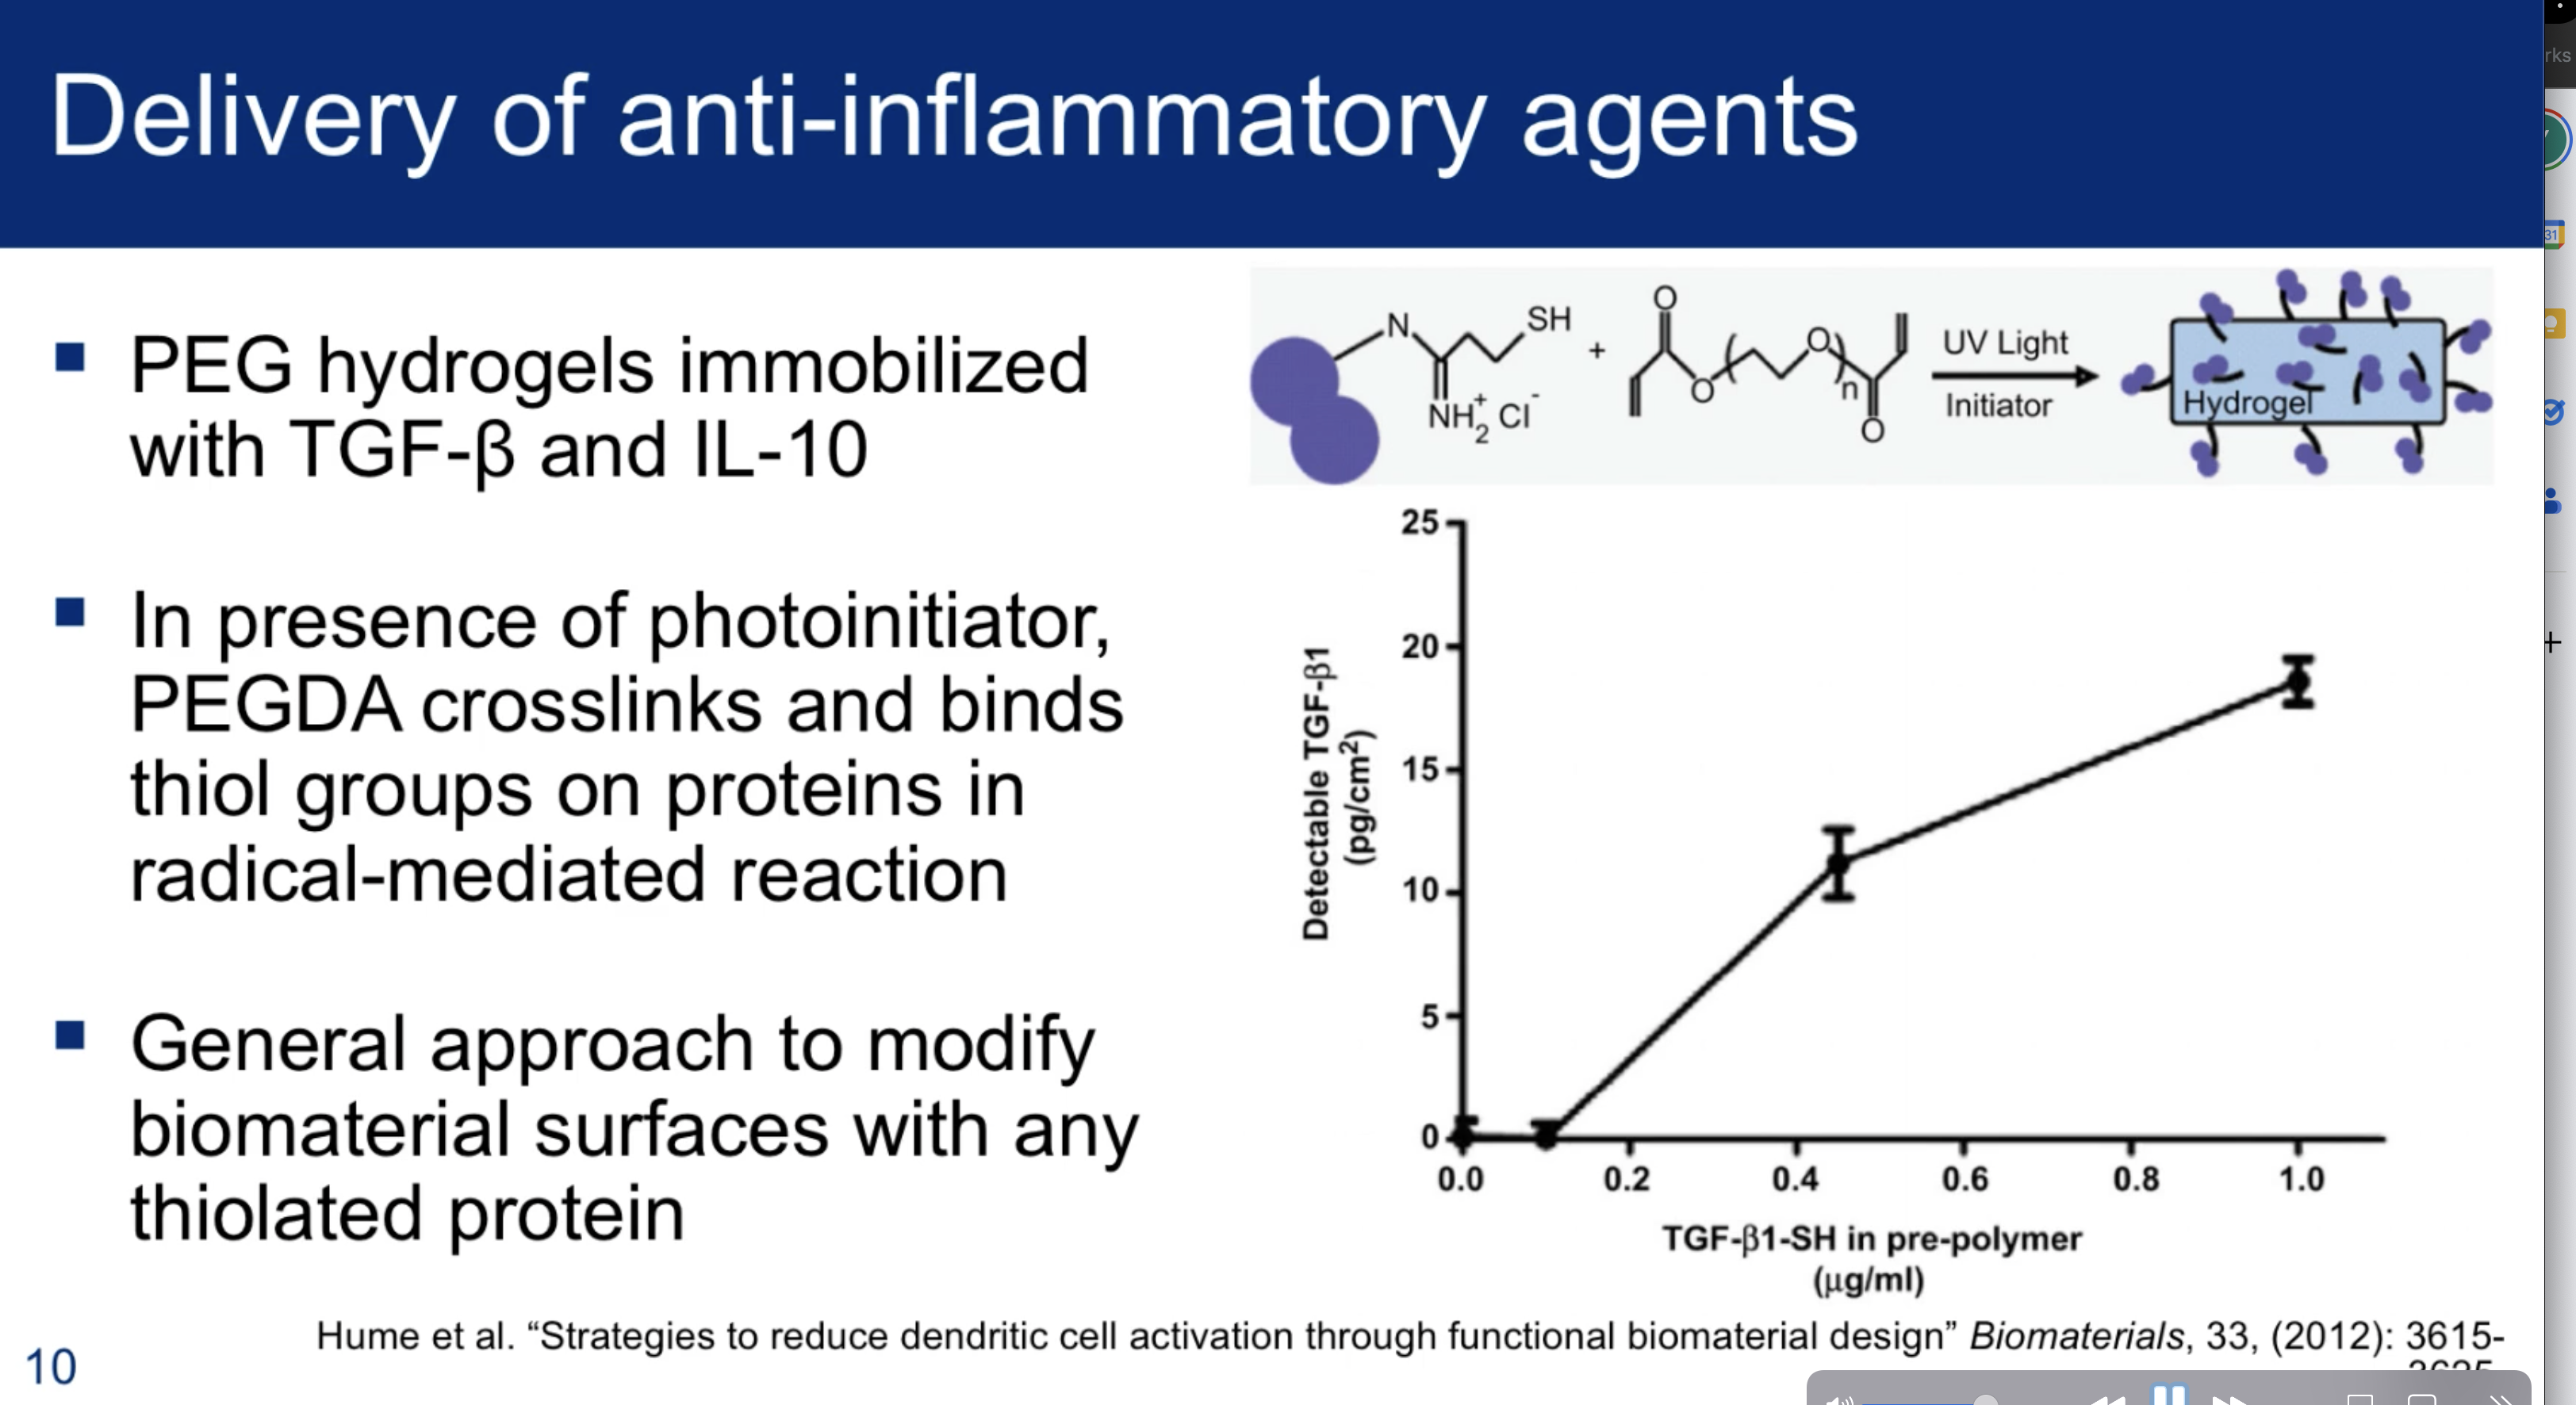 Delivery of anti-inflammatory agents
PEG hydrogels immobilized
with TGF-β and IL-10
In presence of photoinitiator,
PEGDA crosslinks and binds
thiol groups on proteins in
radical-mediated reaction
General approach to modify
biomaterial surfaces with any
thiolated protein
N
SH
NH2+ Cl-
+
O
O
O
n
O
UV Light
Initiator
Hydrogel
25
20
15
10
5
0
Detectable TGF-β1
(pg/cm²)
0.0 0.2 0.4 0.6 0.8 1.0
TGF-β1-SH in pre-polymer
(μg/ml)
Hume et al. “Strategies to reduce dendritic cell activation through functional biomaterial design” Biomaterials, 33, (2012): 3615-
10
rks
31